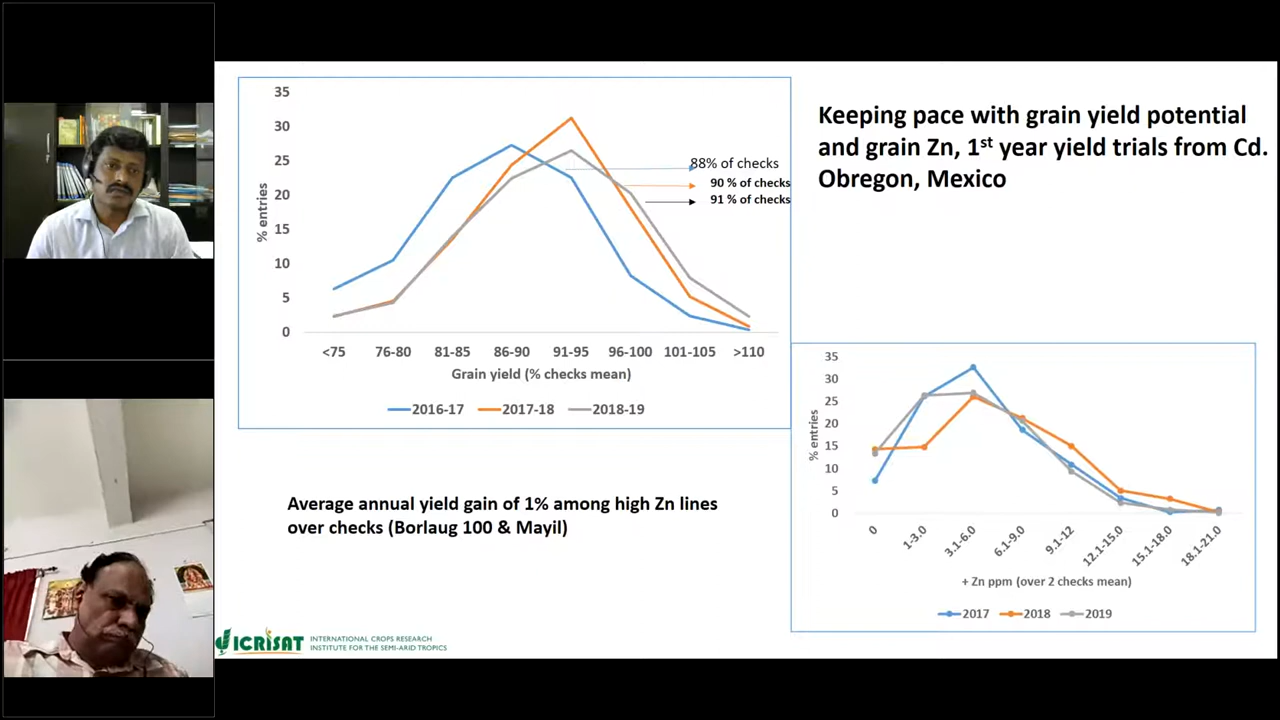 Keeping pace with grain yield potential
and grain Zn, 1st year yield trials from Cd.
Obregon, Mexico
35
30
25
20
15
10
5
0
% entries
88% of checks
90 % of checks
91 % of checks
<75 76-80 81-85 86-90 91-95 96-100 101-105 >110
Grain yield (% checks mean)
2016-17 2017-18 2018-19
35
30
25
20
15
10
5
0
% entries
0 1-3.0 3.1-6.0 6.1-9.0 9.1-12 12.1-15.0 15.1-18.0 18.1-21.0
+ Zn ppm (over 2 checks mean)
2017 2018 2019
Average annual yield gain of 1% among high Zn lines
over checks (Borlaug 100 & Mayil)
ICRISAT
INTERNATIONAL CROPS RESEARCH
INSTITUTE FOR THE SEMI-ARID TROPICS